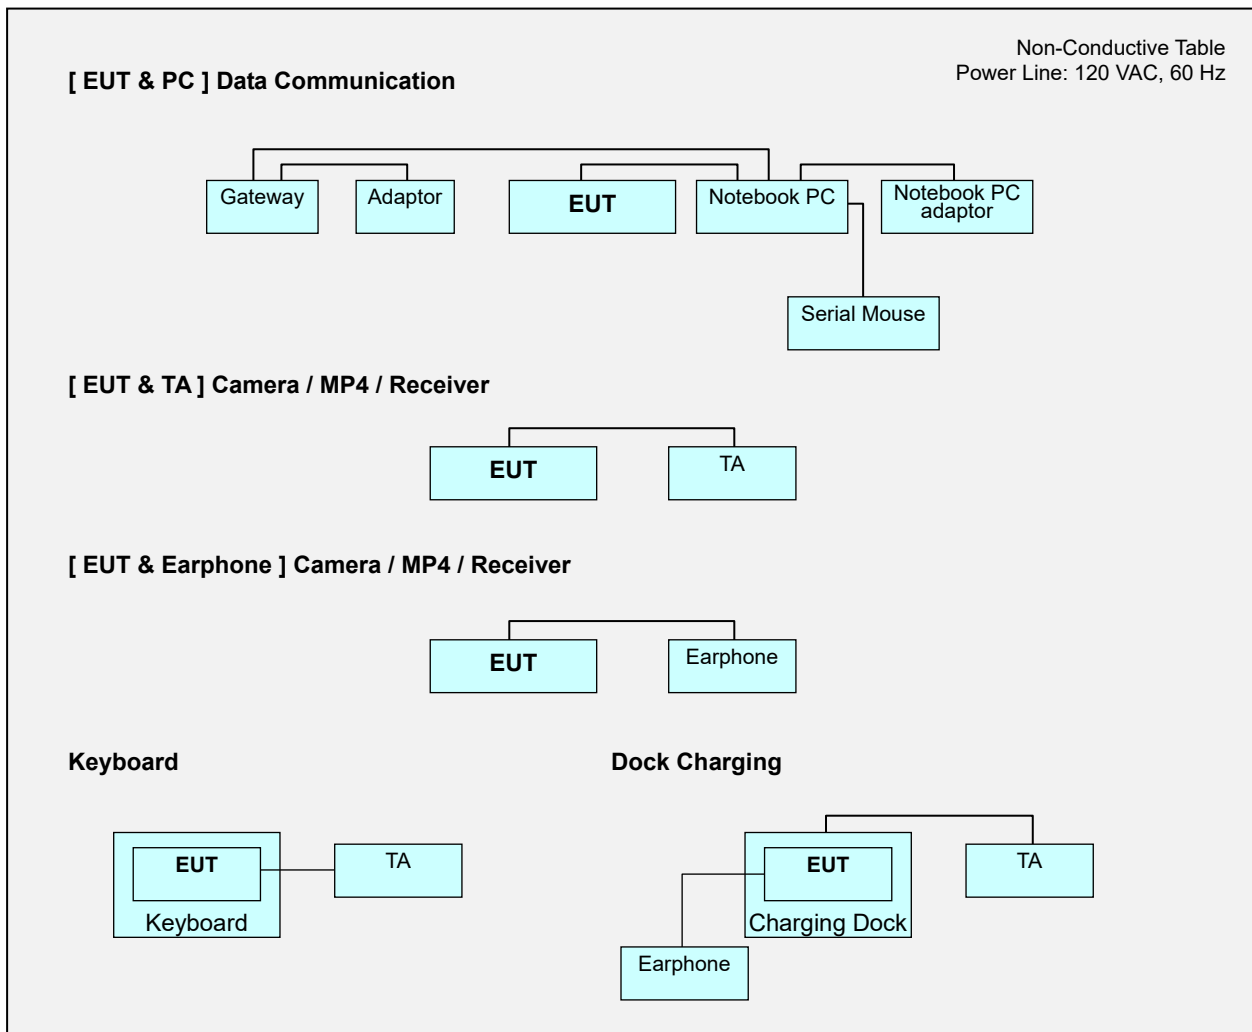 Non-Conductive Table
Power Line: 120 VAC, 60 Hz
[ EUT & PC ] Data Communication
Gateway
Adaptor
EUT
Notebook PC
Notebook PC
adaptor
Serial Mouse
[ EUT & TA ] Camera / MP4 / Receiver
EUT
TA
[ EUT & Earphone ] Camera / MP4 / Receiver
EUT
Earphone
Keyboard
EUT
TA
Keyboard
Dock Charging
EUT
TA
Charging Dock
Earphone